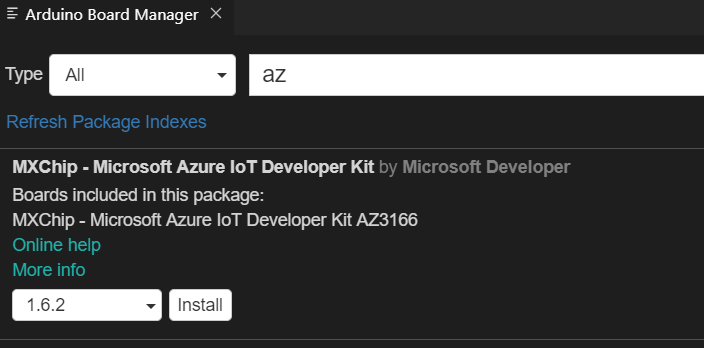 Arduino Board Manager
Type All az
Refresh Package Indexes
MXChip - Microsoft Azure IoT Developer Kit by Microsoft Developer
Boards included in this package:
MXChip - Microsoft Azure IoT Developer Kit AZ3166
Online help
More info
1.6.2 Install